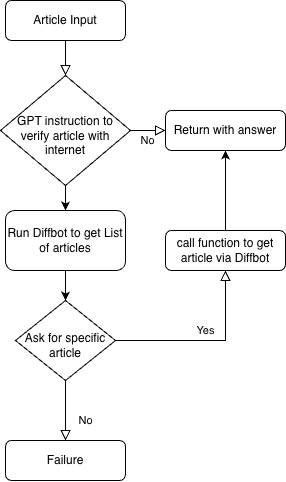 Article Input
GPT instruction to
verify article with
internet
No
Return with answer
Run Diffbot to get List
of articles
call function to get
article via Diffbot
Ask for specific
article
Yes
No
Failure